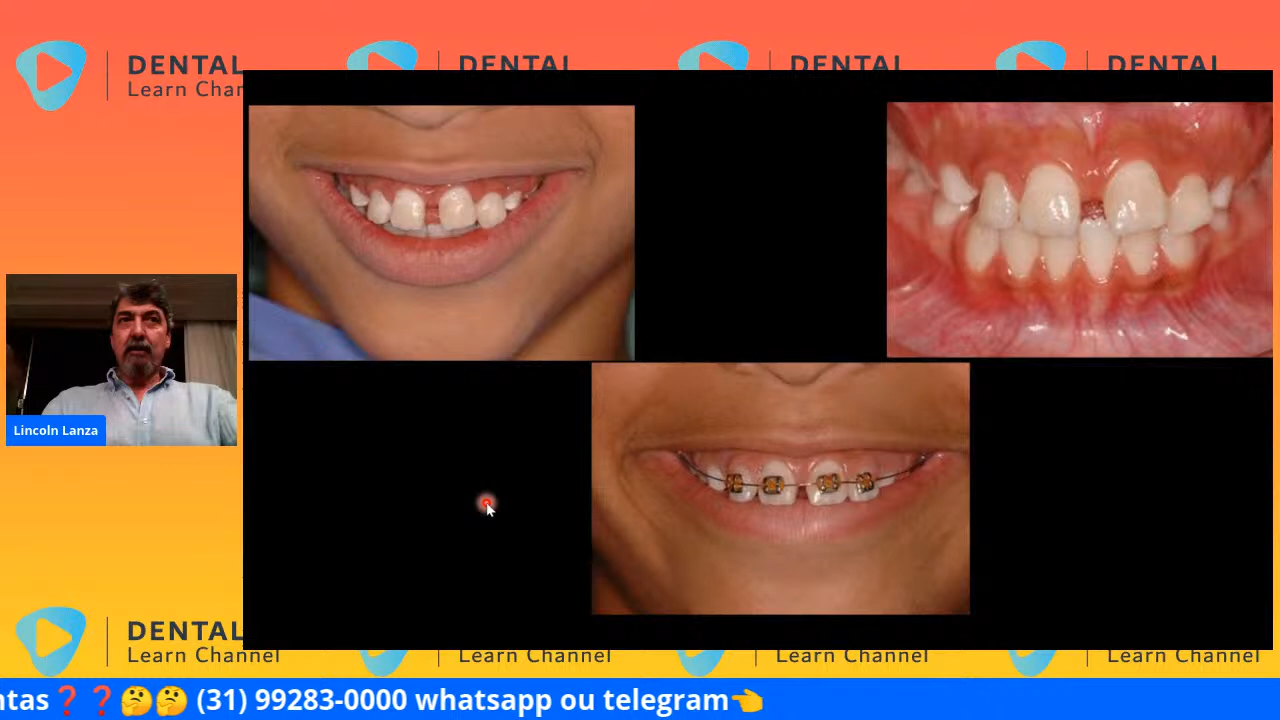 DENTAL
Learn Chan
DENTAL
DENTAL
DENTAL
Lincoln Lanza
DENTAL
Learn Channel
Learn Channel
Learn Channel
Learn Channel
ntas❓❓🤔🤔 (31) 99283-0000 whatsapp ou telegram👉